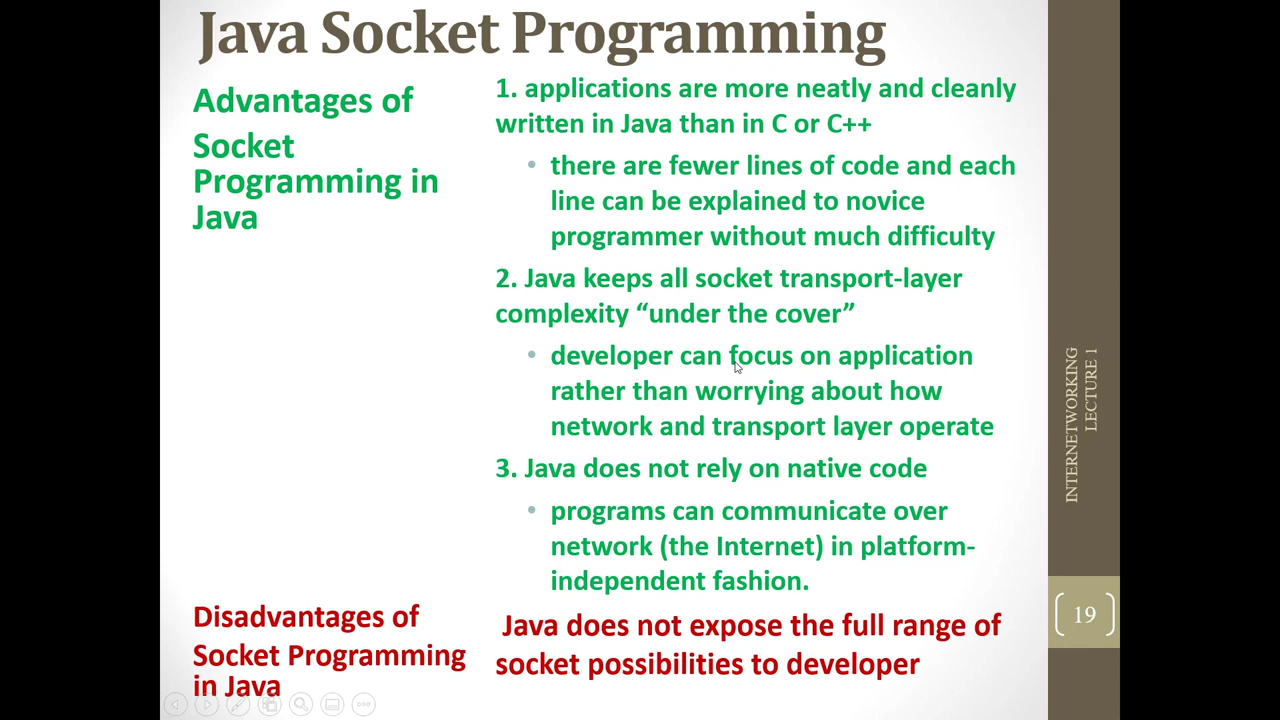 Java Socket Programming
Advantages of
Socket
Programming in
Java
1. applications are more neatly and cleanly
written in Java than in C or C++
• there are fewer lines of code and each
line can be explained to novice
programmer without much difficulty
2. Java keeps all socket transport-layer
complexity “under the cover”
• developer can focus on application
rather than worrying about how
network and transport layer operate
3. Java does not rely on native code
• programs can communicate over
network (the Internet) in platform-
independent fashion.
Disadvantages of
Socket Programming
in Java
Java does not expose the full range of
socket possibilities to developer
INTERNETWORKING
LECTURE 1
19